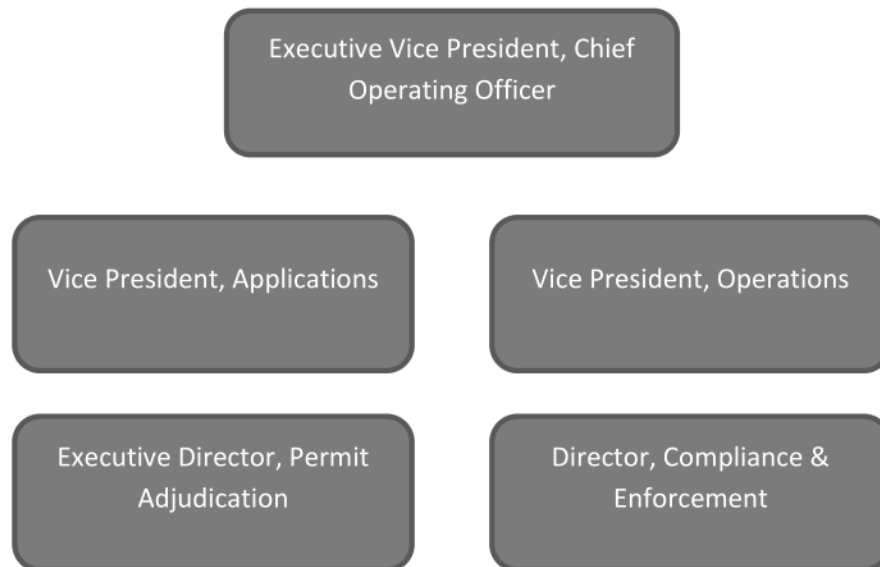 Executive Vice President, Chief
Operating Officer
Vice President, Applications
Vice President, Operations
Executive Director, Permit
Adjudication
Director, Compliance &
Enforcement